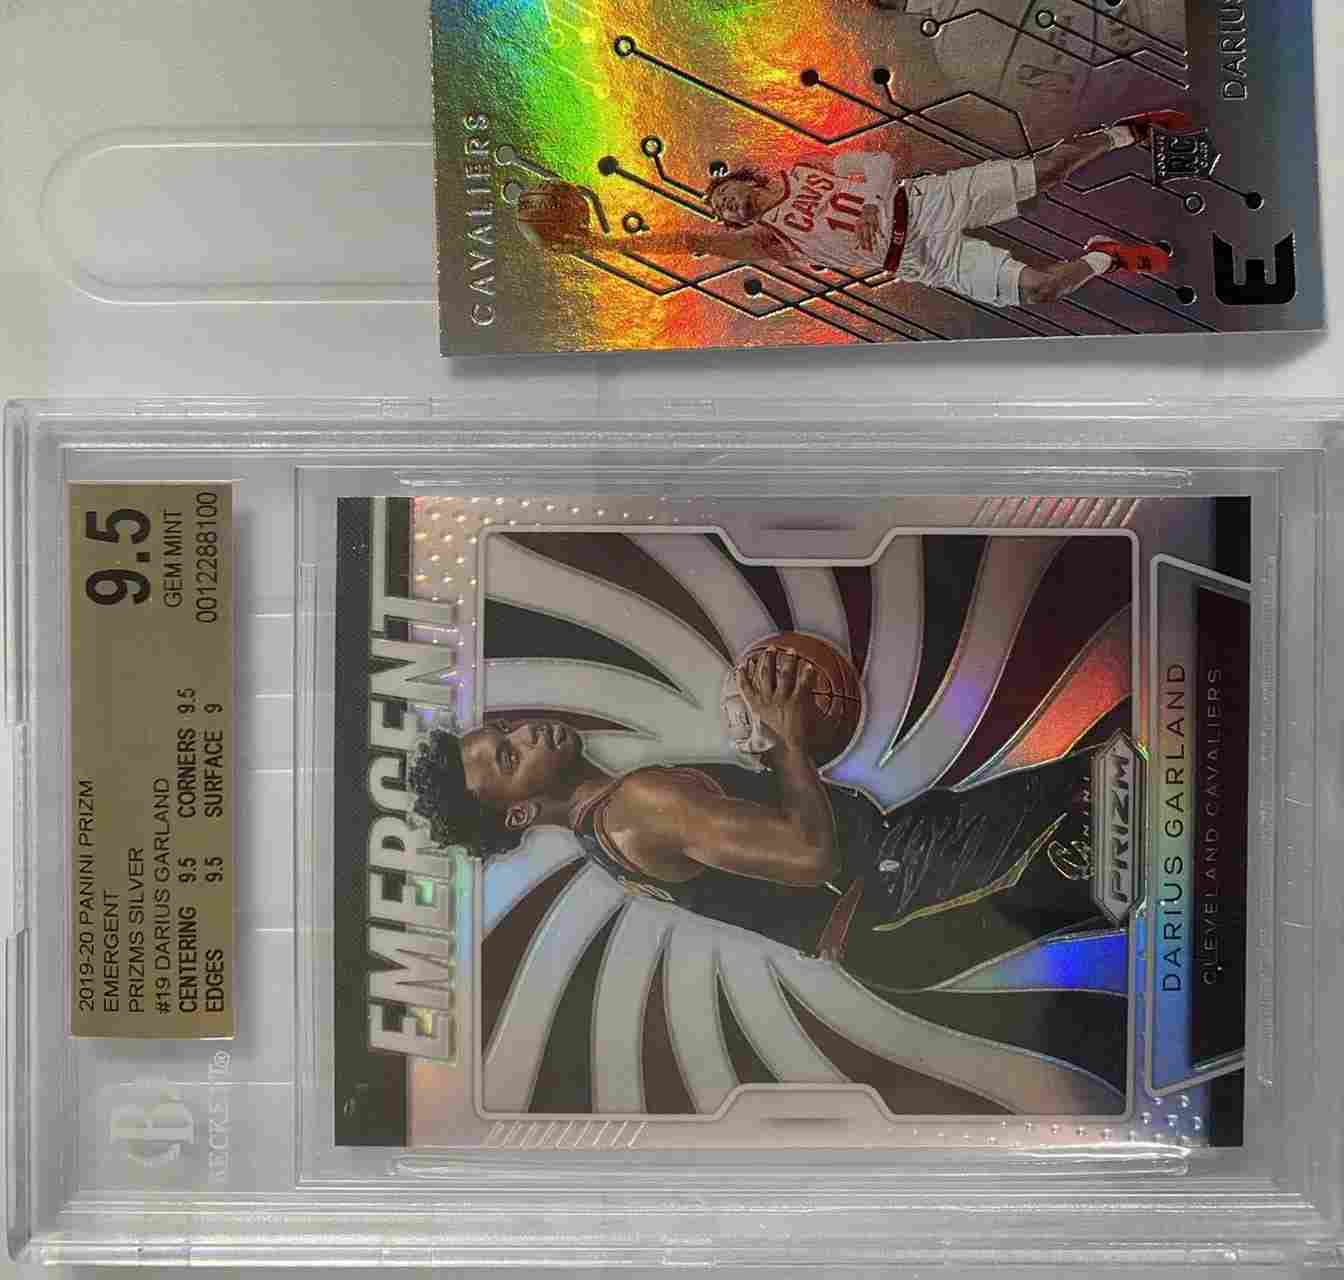 2019-20 PANINI PRIZM
EMERGENT
PRIZMS SILVER
#19 DARIUS GARLAND
CENTERING 9.5 CORNERS 9.5
EDGES 9.5 SURFACE 9
9.5
GEM MINT
0012288100
B
BECKETT®
EMERGENT
PANINI
PRIZM
DARIUS GARLAND
CLEVELAND CAVALIERS
CAVALIERS
CAVS
10
RC
DARIUS
E